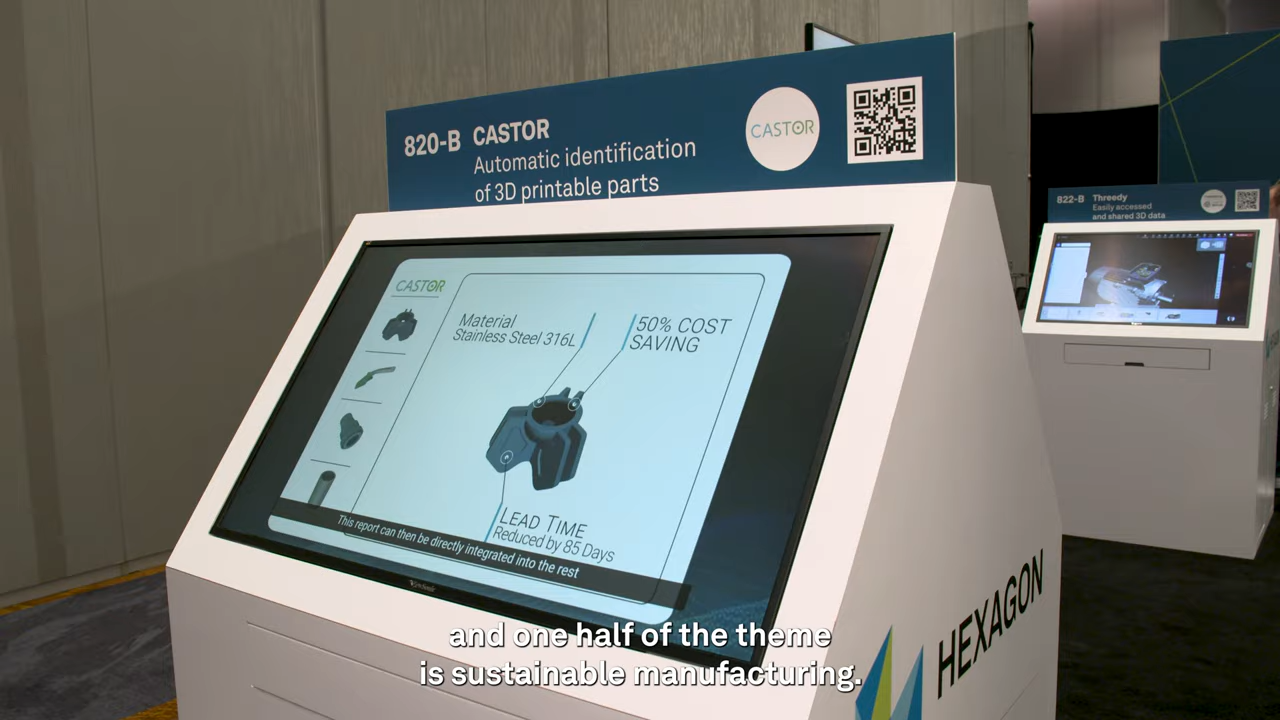 820-B CASTOR
Automatic identification
of 3D printable parts
CASTOR
822-B Threedy
Easily accessed
and shared 3D data
CASTOR
Material
Stainless Steel 316L
50% COST
SAVING
LEAD TIME
Reduced by 85 Days
This report can then be directly integrated into the rest
HEXAGON
and one half of the theme
is sustainable manufacturing.